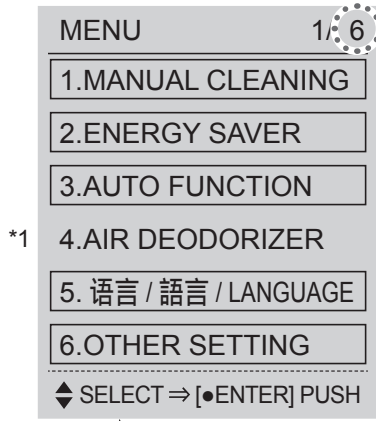 MENU 1/ 6
1.MANUAL CLEANING
2.ENERGY SAVER
3.AUTO FUNCTION
*1 4.AIR DEODORIZER
5. 语言 / 語言 / LANGUAGE
6.OTHER SETTING
◆ SELECT ⇒ [●ENTER] PUSH